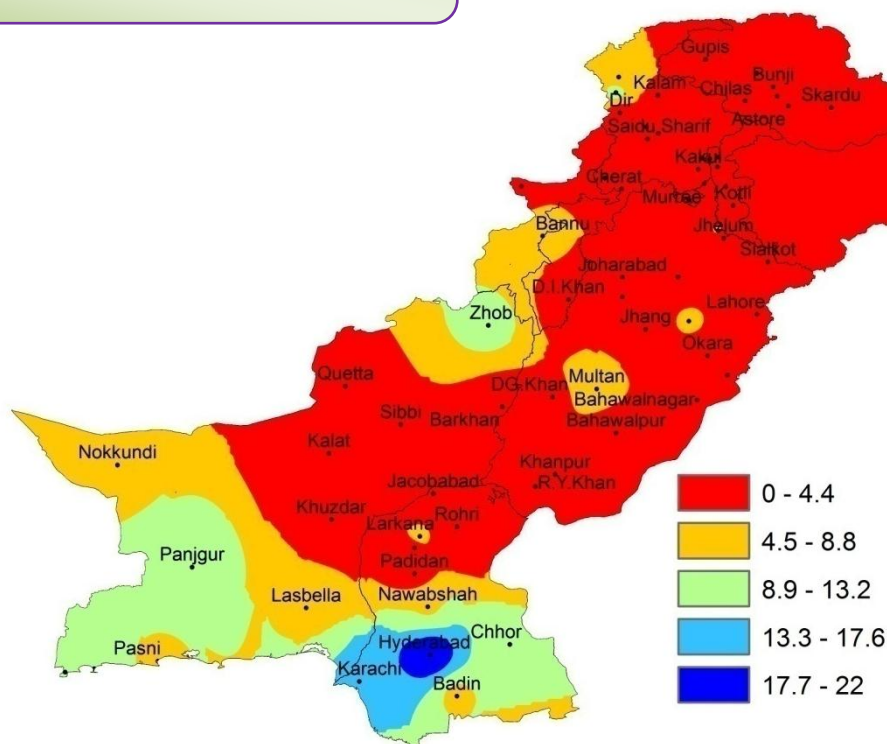 Gupis
Bunji
Kalam
Chilas
Skardu
Dir
Astore
Saidu Sharif
Kakul
Cherat
Murree
Kotli
Bannu
Jhelum
Sialkot
Joharabad
D.I.Khan
Lahore
Zhob
Jhang
Okara
Quetta
DG.Khan
Multan
Bahawalnagar
Sibbi
Barkhan
Bahawalpur
Kalat
Nokkundi
Khanpur
Jacobabad
R.Y.Khan
0 - 4.4
Khuzdar
Larkana
Rohri
4.5 - 8.8
Panjgur
Padidan
Lasbella
Nawabshah
8.9 - 13.2
Chhor
Pasni
Hyderabad
13.3 - 17.6
Karachi
Badin
17.7 - 22